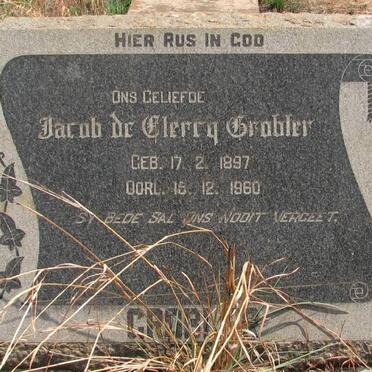 HIER RUS IN GOD
ONS GELIEFDE
Jacob de Clercq Grobler
GEB. 17. 2. 1897
OORL. 16. 12. 1960
SY BEDE SAL ONS NOOIT VERGEET.